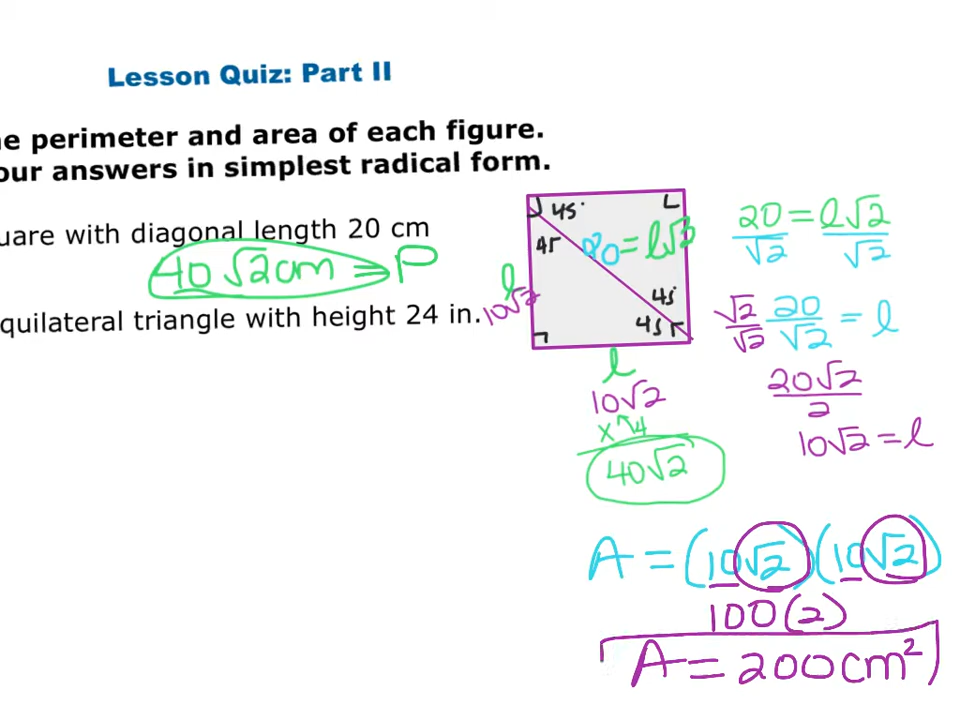 Lesson Quiz: Part II
he perimeter and area of each figure.
our answers in simplest radical form.
uare with diagonal length 20 cm
40√2cm ⇒ P
quilateral triangle with height 24 in.
45°
45
20 = l√2
45°
45
l
10√2
l
10√2
x 4
40√2
20 = l√2
√2 √2
√2/√2 20/√2 = l
20√2/2
10√2 = l
A = (10√2)(10√2)
100(2)
A = 200cm²